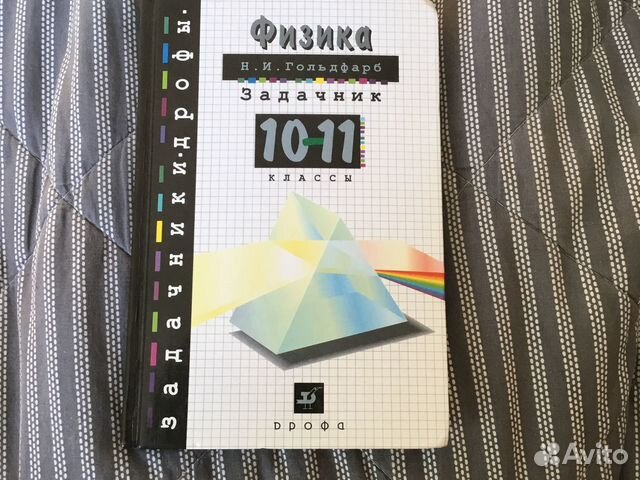 задачники·дрофы·
Физика
Н.И.Гольдфарб
Задачник
10-11
классы
дрофа
Avito